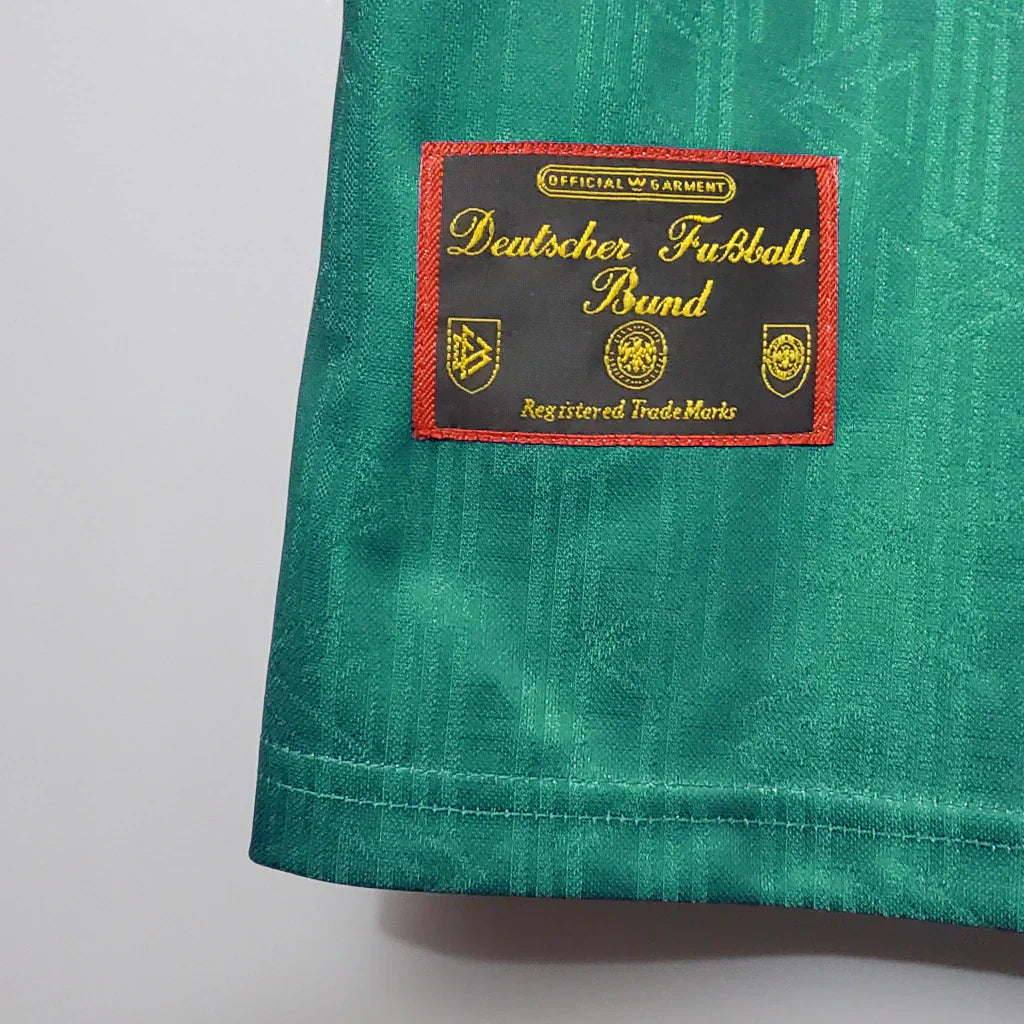 OFFICIAL W GARMENT
Deutscher Fußball
Bund
Registered TradeMarks